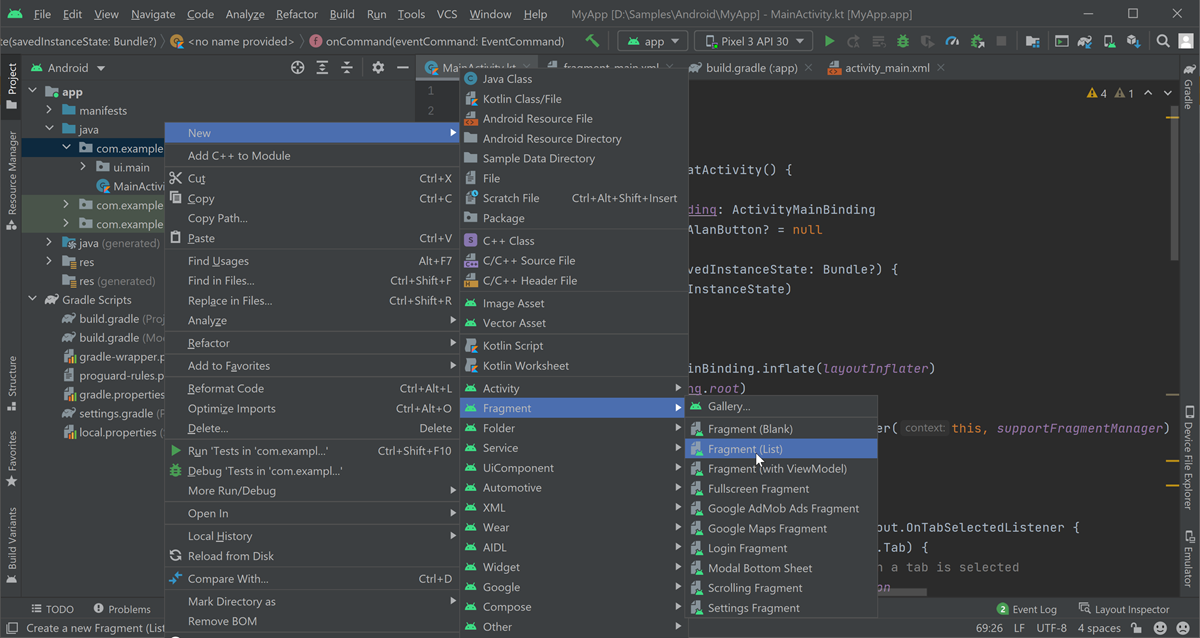 File Edit View Navigate Code Analyze Refactor Build Run Tools VCS Window Help MyApp [D:\Samples\Android\MyApp] - MainActivity.kt [MyApp.app]
te(savedInstanceState: Bundle?) <no name provided> onCommand(eventCommand: EventCommand) app Pixel 3 API 30
Project
Resource Manager
Structure
Favorites
Build Variants
Android
app
manifests
java
com.example
ui.main
MainActivi
com.example
com.example
java (generated)
res
res (generated)
Gradle Scripts
build.gradle (Proj
build.gradle (Mo
gradle-wrapper.p
proguard-rules.p
gradle.properties
settings.gradle (P
local.properties
New
Add C++ to Module
Cut Ctrl+X
Copy Ctrl+C
Copy Path...
Paste Ctrl+V
Find Usages Alt+F7
Find in Files... Ctrl+Shift+F
Replace in Files... Ctrl+Shift+R
Analyze
Refactor
Add to Favorites
Reformat Code Ctrl+Alt+L
Optimize Imports Ctrl+Alt+O
Delete... Delete
Run 'Tests in 'com.exampl...' Ctrl+Shift+F10
Debug 'Tests in 'com.exampl...'
More Run/Debug
Open In
Local History
Reload from Disk
Compare With... Ctrl+D
Mark Directory as
Remove BOM
MainActivity.kt fragment_main.xml build.gradle (:app) activity_main.xml
1
2
Java Class
Kotlin Class/File
Android Resource File
Android Resource Directory
Sample Data Directory
File
Scratch File Ctrl+Alt+Shift+Insert
Package
C++ Class
C/C++ Source File
C/C++ Header File
Image Asset
Vector Asset
Kotlin Script
Kotlin Worksheet
Activity
Fragment
Folder
Service
UiComponent
Automotive
XML
Wear
AIDL
Widget
Google
Compose
Other
Gallery...
Fragment (Blank)
Fragment (List)
Fragment (with ViewModel)
Fullscreen Fragment
Google AdMob Ads Fragment
Google Maps Fragment
Login Fragment
Modal Bottom Sheet
Scrolling Fragment
Settings Fragment
4 1
atActivity() {
ding: ActivityMainBinding
AlanButton? = null
vedInstanceState: Bundle?) {
InstanceState)
inBinding.inflate(layoutInflater)
ng.root)
er( context: this, supportFragmentManager)
out.OnTabSelectedListener {
.Tab) {
n a tab is selected
on
Gradle
Device File Explorer
Emulator
TODO Problems Event Log Layout Inspector
2
Create a new Fragment (List 69:26 LF UTF-8 4 spaces